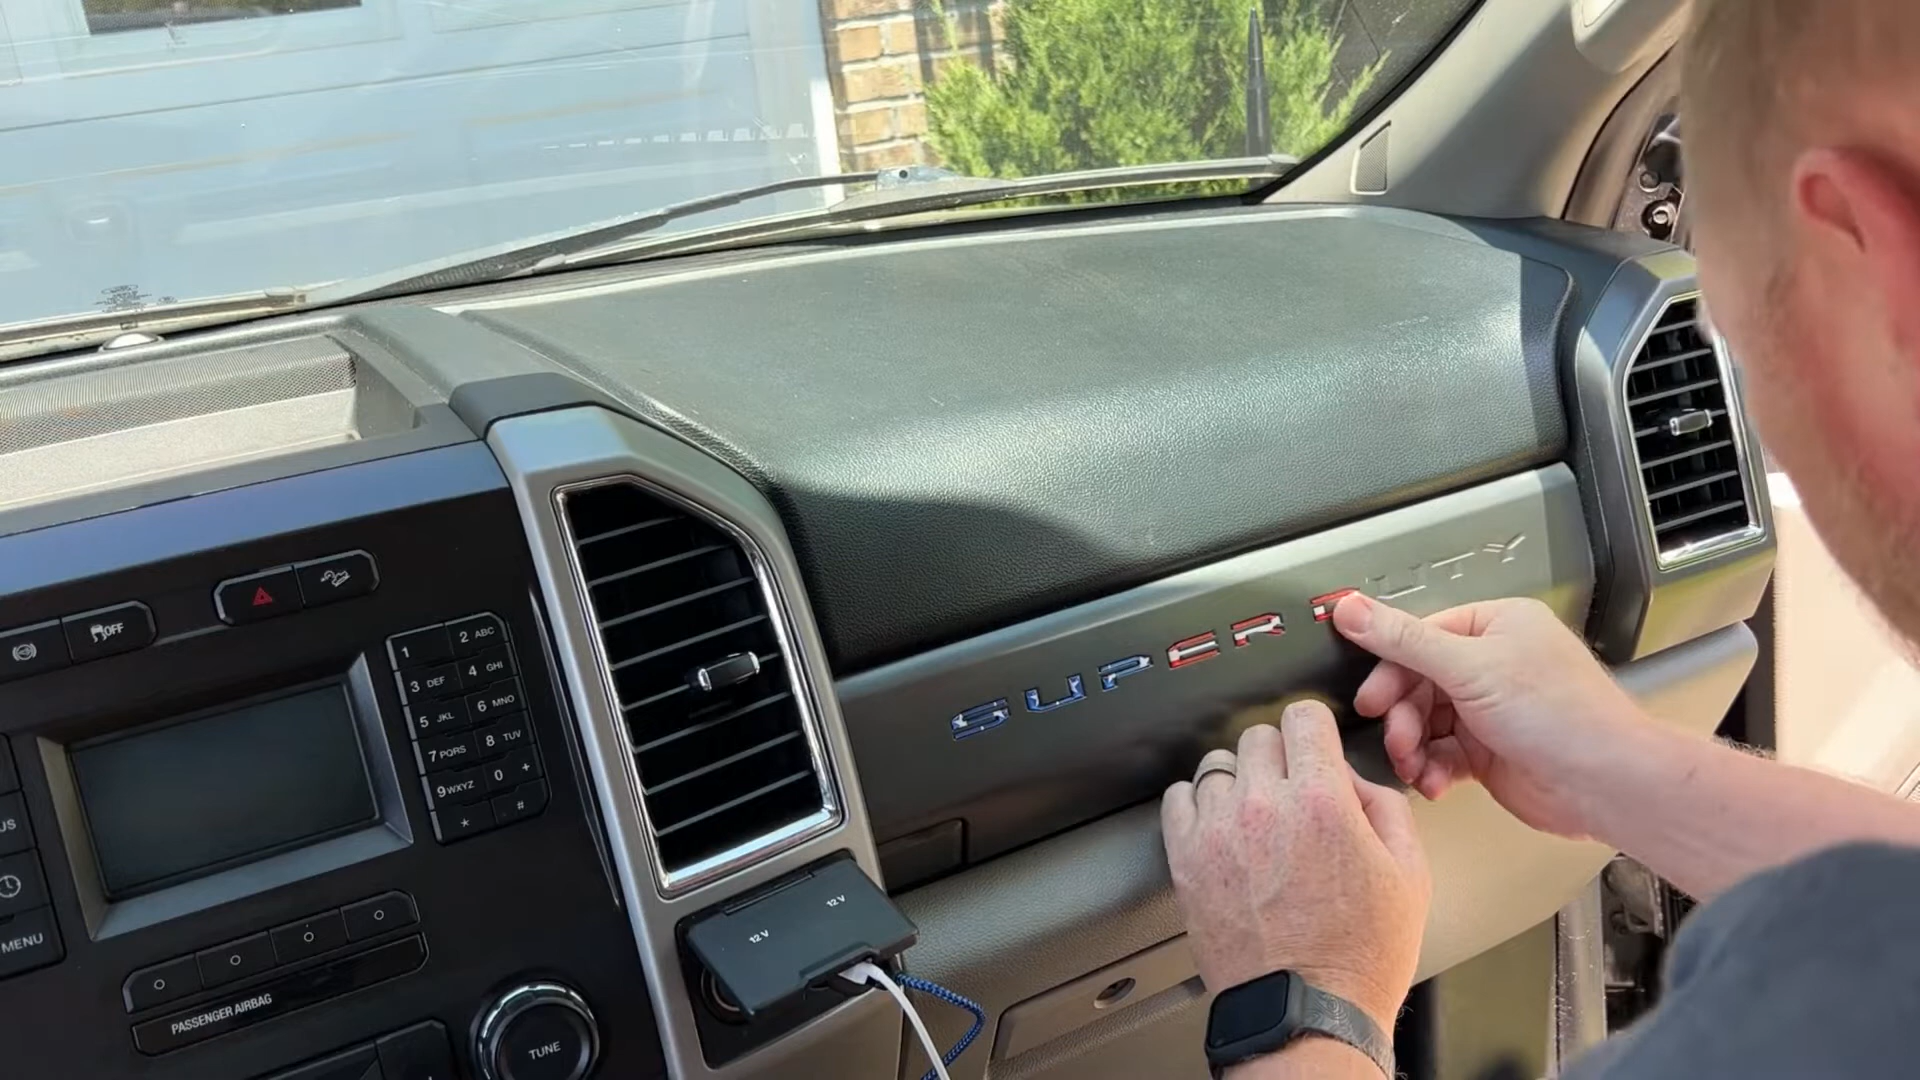 SUPER DUTY
OFF
1
2 ABC
3 DEF
4 GHI
5 JKL
6 MNO
7 PQRS
8 TUV
9 WXYZ
0 +
*
#
US
MENU
PASSENGER AIRBAG
TUNE
12 V
12 V